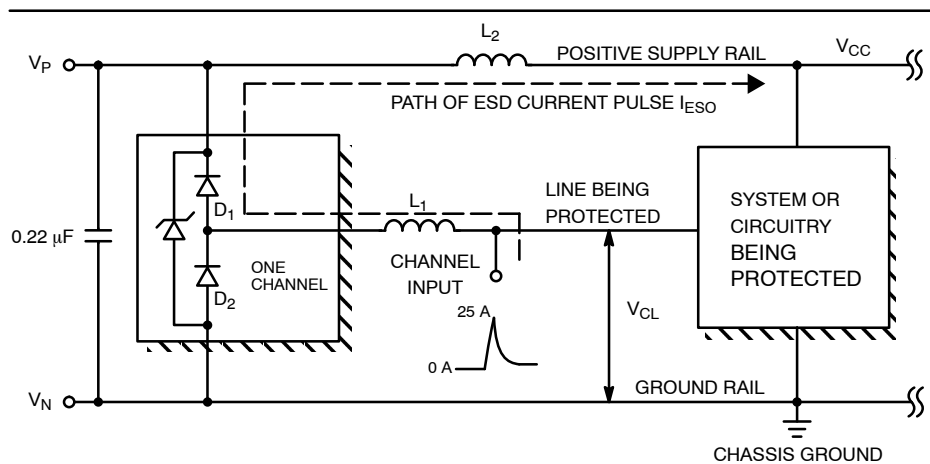 L2
POSITIVE SUPPLY RAIL
VCC
VP
PATH OF ESD CURRENT PULSE IESO
D1
L1
LINE BEING
PROTECTED
SYSTEM OR
CIRCUITRY
BEING
PROTECTED
0.22 μF
ONE
CHANNEL
D2
CHANNEL
INPUT
25 A
0 A
VCL
VN
GROUND RAIL
CHASSIS GROUND